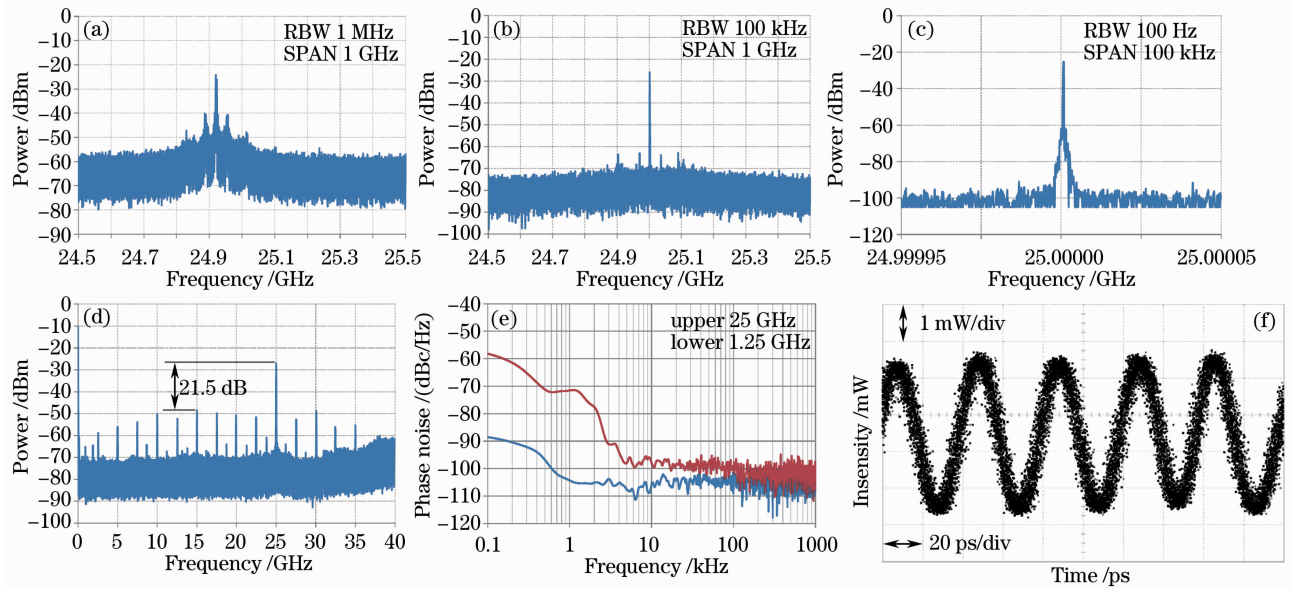 (a)
RBW 1 MHz
SPAN 1 GHz
Power /dBm
0
−10
−20
−30
−40
−50
−60
−70
−80
−90
24.5 24.7 24.9 25.1 25.3 25.5
Frequency /GHz
(b)
RBW 100 kHz
SPAN 1 GHz
Power /dBm
0
−10
−20
−30
−40
−50
−60
−70
−80
−90
−100
24.5 24.7 24.9 25.1 25.3 25.5
Frequency /GHz
(c)
RBW 100 Hz
SPAN 100 kHz
Power /dBm
0
−20
−40
−60
−80
−100
−120
24.99995 25.00000 25.00005
Frequency /GHz
(d)
21.5 dB
Power /dBm
0
−10
−20
−30
−40
−50
−60
−70
−80
−90
−100
0 5 10 15 20 25 30 35 40
Frequency /GHz
(e)
upper 25 GHz
lower 1.25 GHz
Phase noise /(dBc/Hz)
−40
−50
−60
−70
−80
−90
−100
−110
−120
0.1 1 10 100 1000
Frequency /kHz
(f)
1 mW/div
Intensity /mW
20 ps/div
Time /ps